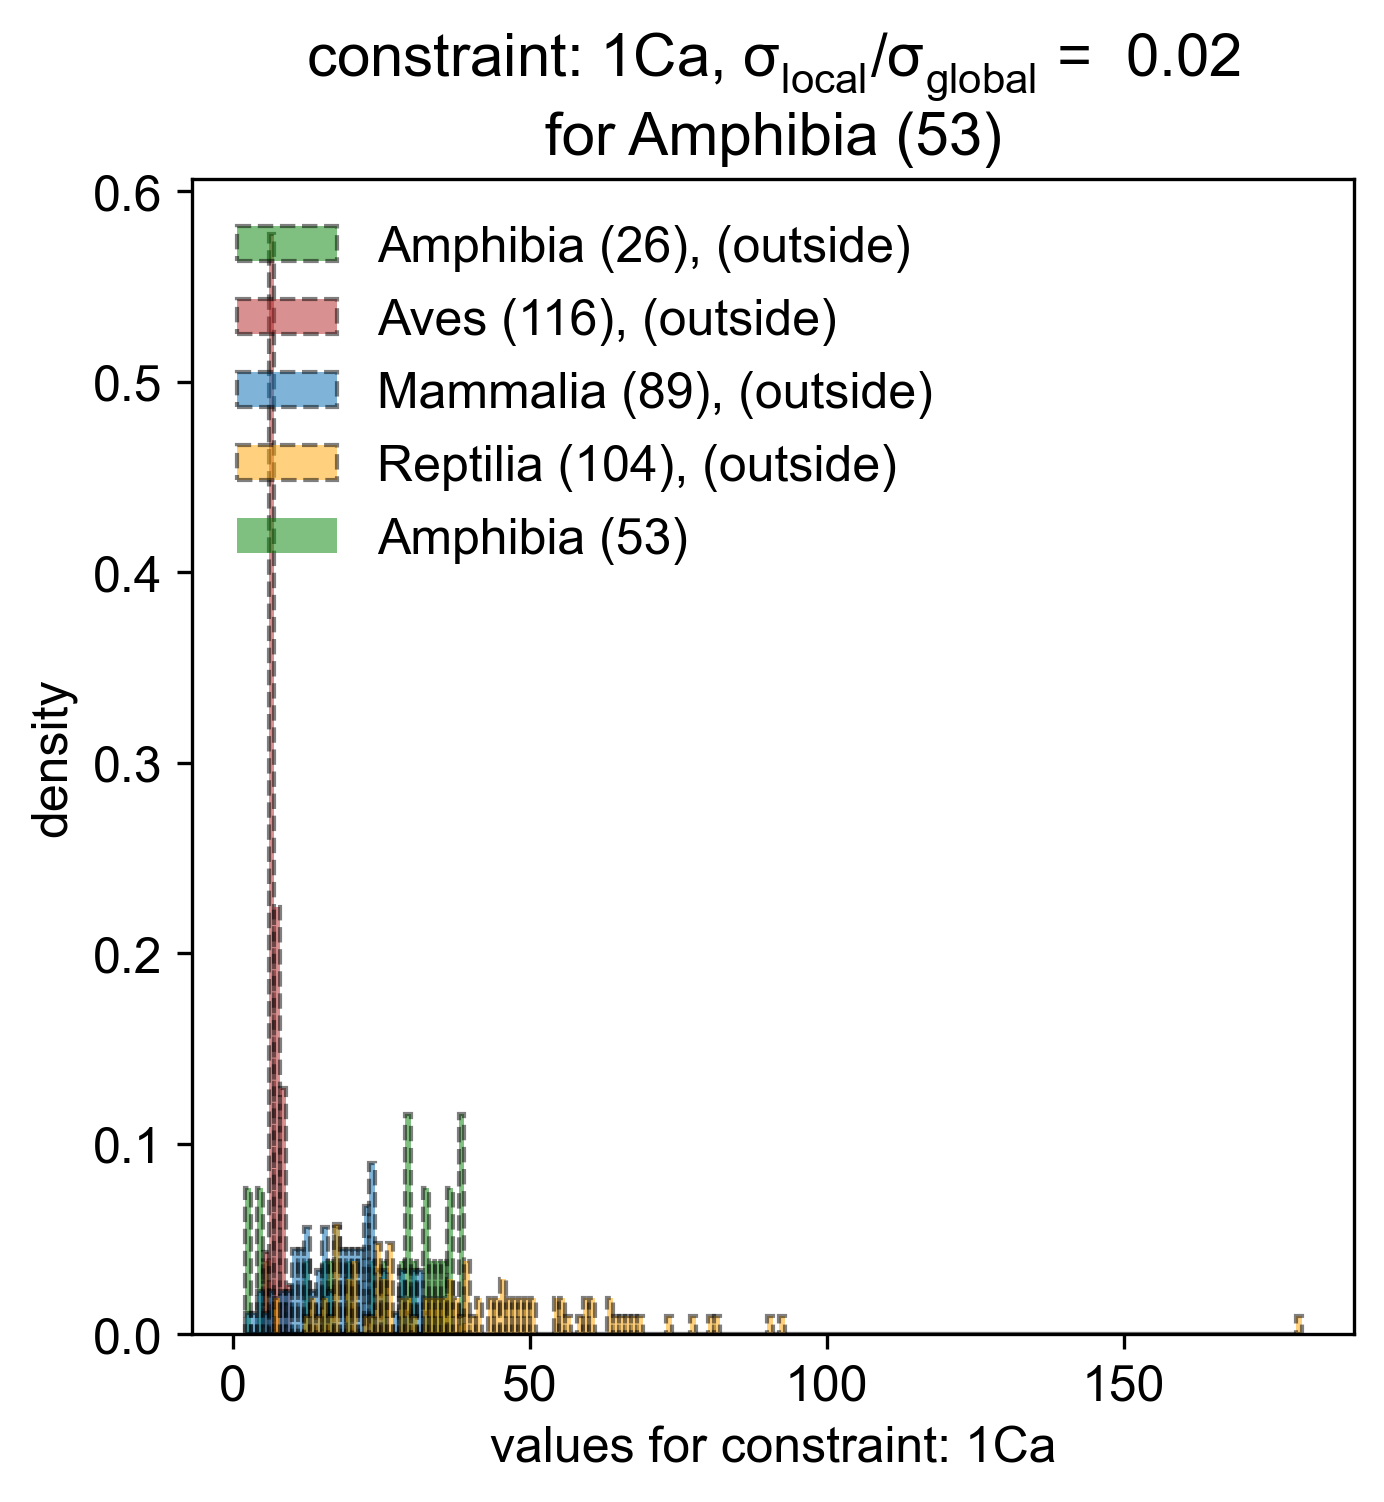 constraint: 1Ca, σlocal/σglobal = 0.02
for Amphibia (53)
0.6
0.5
0.4
0.3
0.2
0.1
0.0
density
Amphibia (26), (outside)
Aves (116), (outside)
Mammalia (89), (outside)
Reptilia (104), (outside)
Amphibia (53)
0 50 100 150
values for constraint: 1Ca